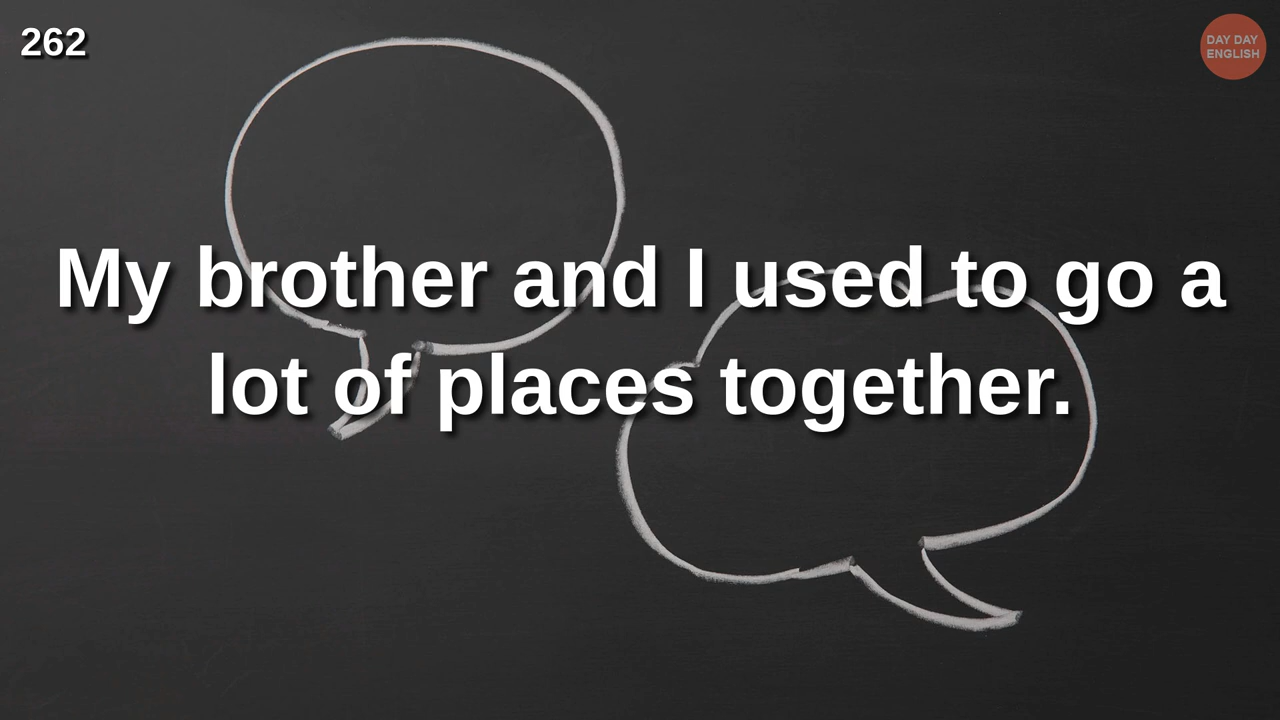 262
DAY DAY
ENGLISH
My brother and I used to go a
lot of places together.